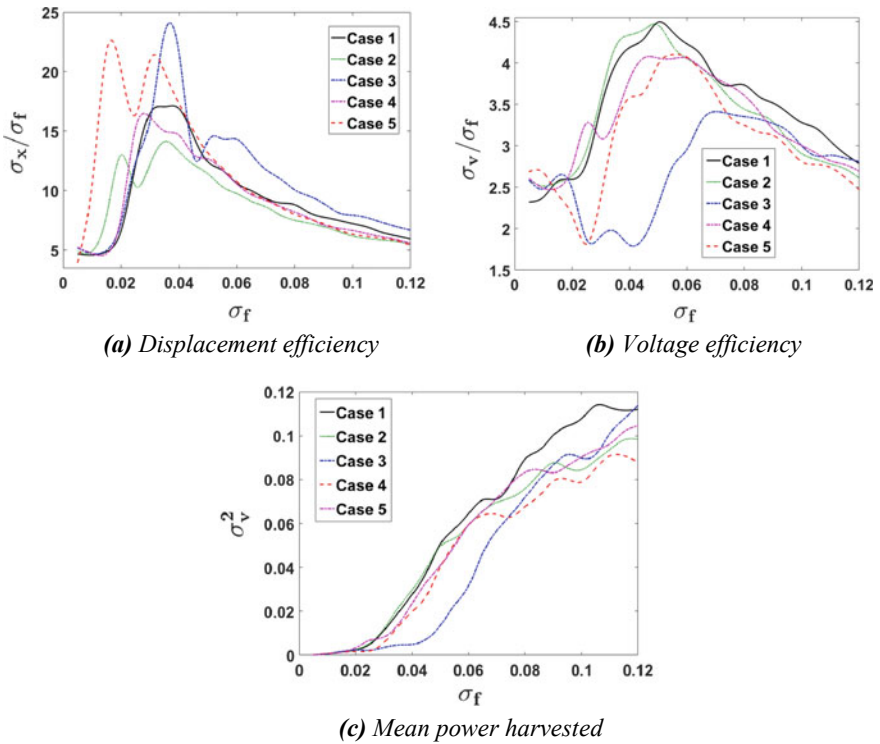 25
20
15
10
5
σx/σf
Case 1
Case 2
Case 3
Case 4
Case 5
0 0.02 0.04 0.06 0.08 0.10 0.12
σf
(a) Displacement efficiency
4.5
4
3.5
3
2.5
2
1.5
σv/σf
Case 1
Case 2
Case 3
Case 4
Case 5
0 0.02 0.04 0.06 0.08 0.10 0.12
σf
(b) Voltage efficiency
0.12
0.1
0.08
0.06
0.04
0.02
0
σv²
Case 1
Case 2
Case 3
Case 4
Case 5
0 0.02 0.04 0.06 0.08 0.10 0.12
σf
(c) Mean power harvested